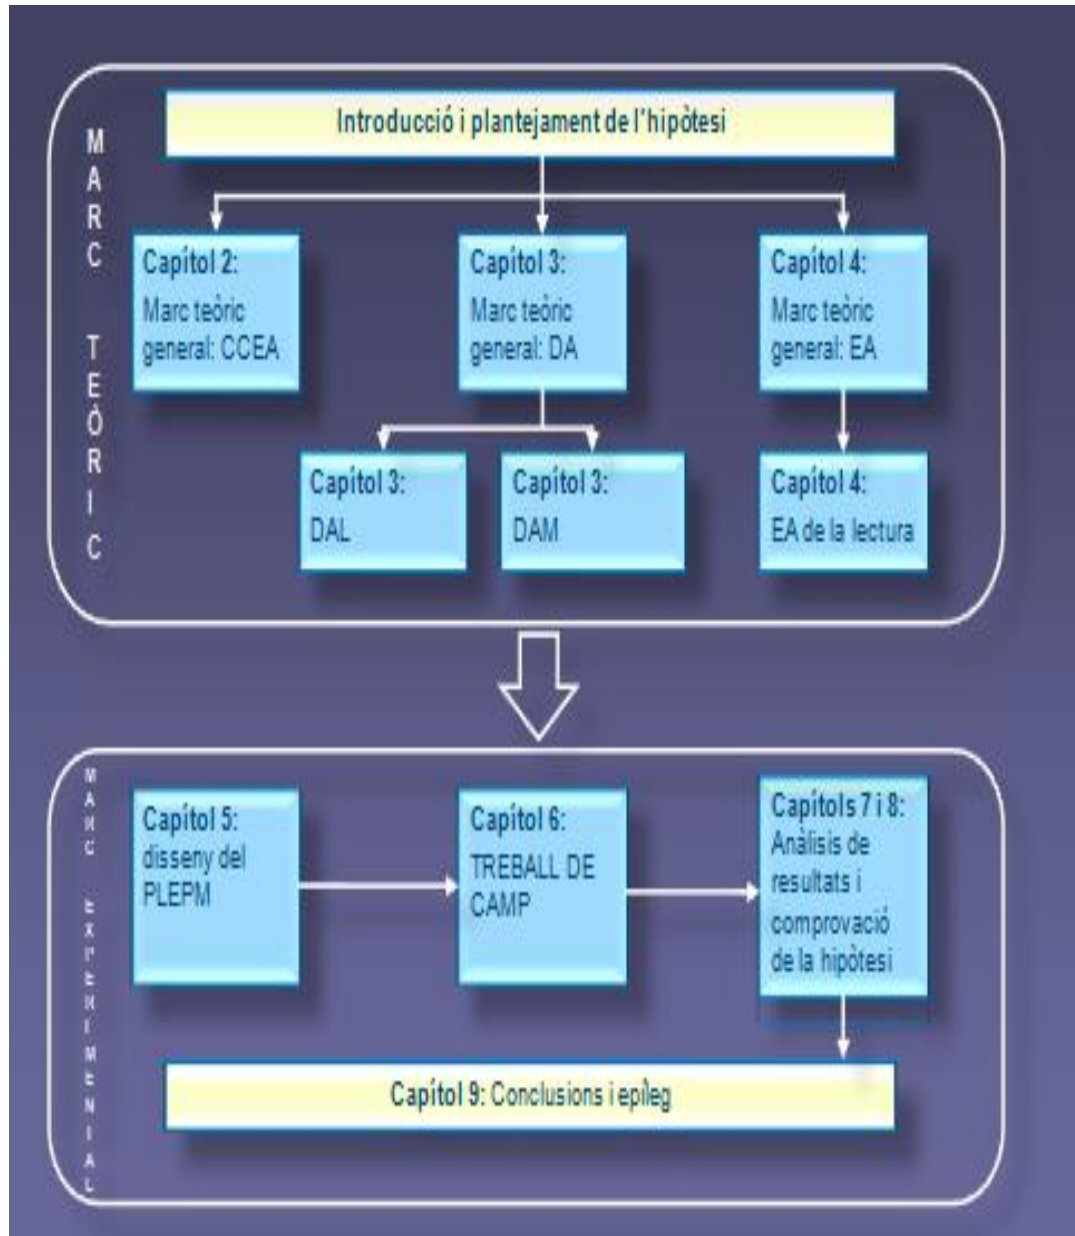 MARC TEÒRIC
Introducció i plantejament de l'hipòtesi
Capítol 2:
Marc teòric
general: CCEA
Capítol 3:
Marc teòric
general: DA
Capítol 4:
Marc teòric
general: EA
Capítol 3:
DAL
Capítol 3:
DAM
Capítol 4:
EA de la lectura
MARC EXPERIMENTAL
Capítol 5:
disseny del
PLEPM
Capítol 6:
TREBALL DE
CAMP
Capítols 7 i 8:
Anàlisis de
resultats i
comprovació
de la hipòtesi
Capítol 9: Conclusions i epíleg